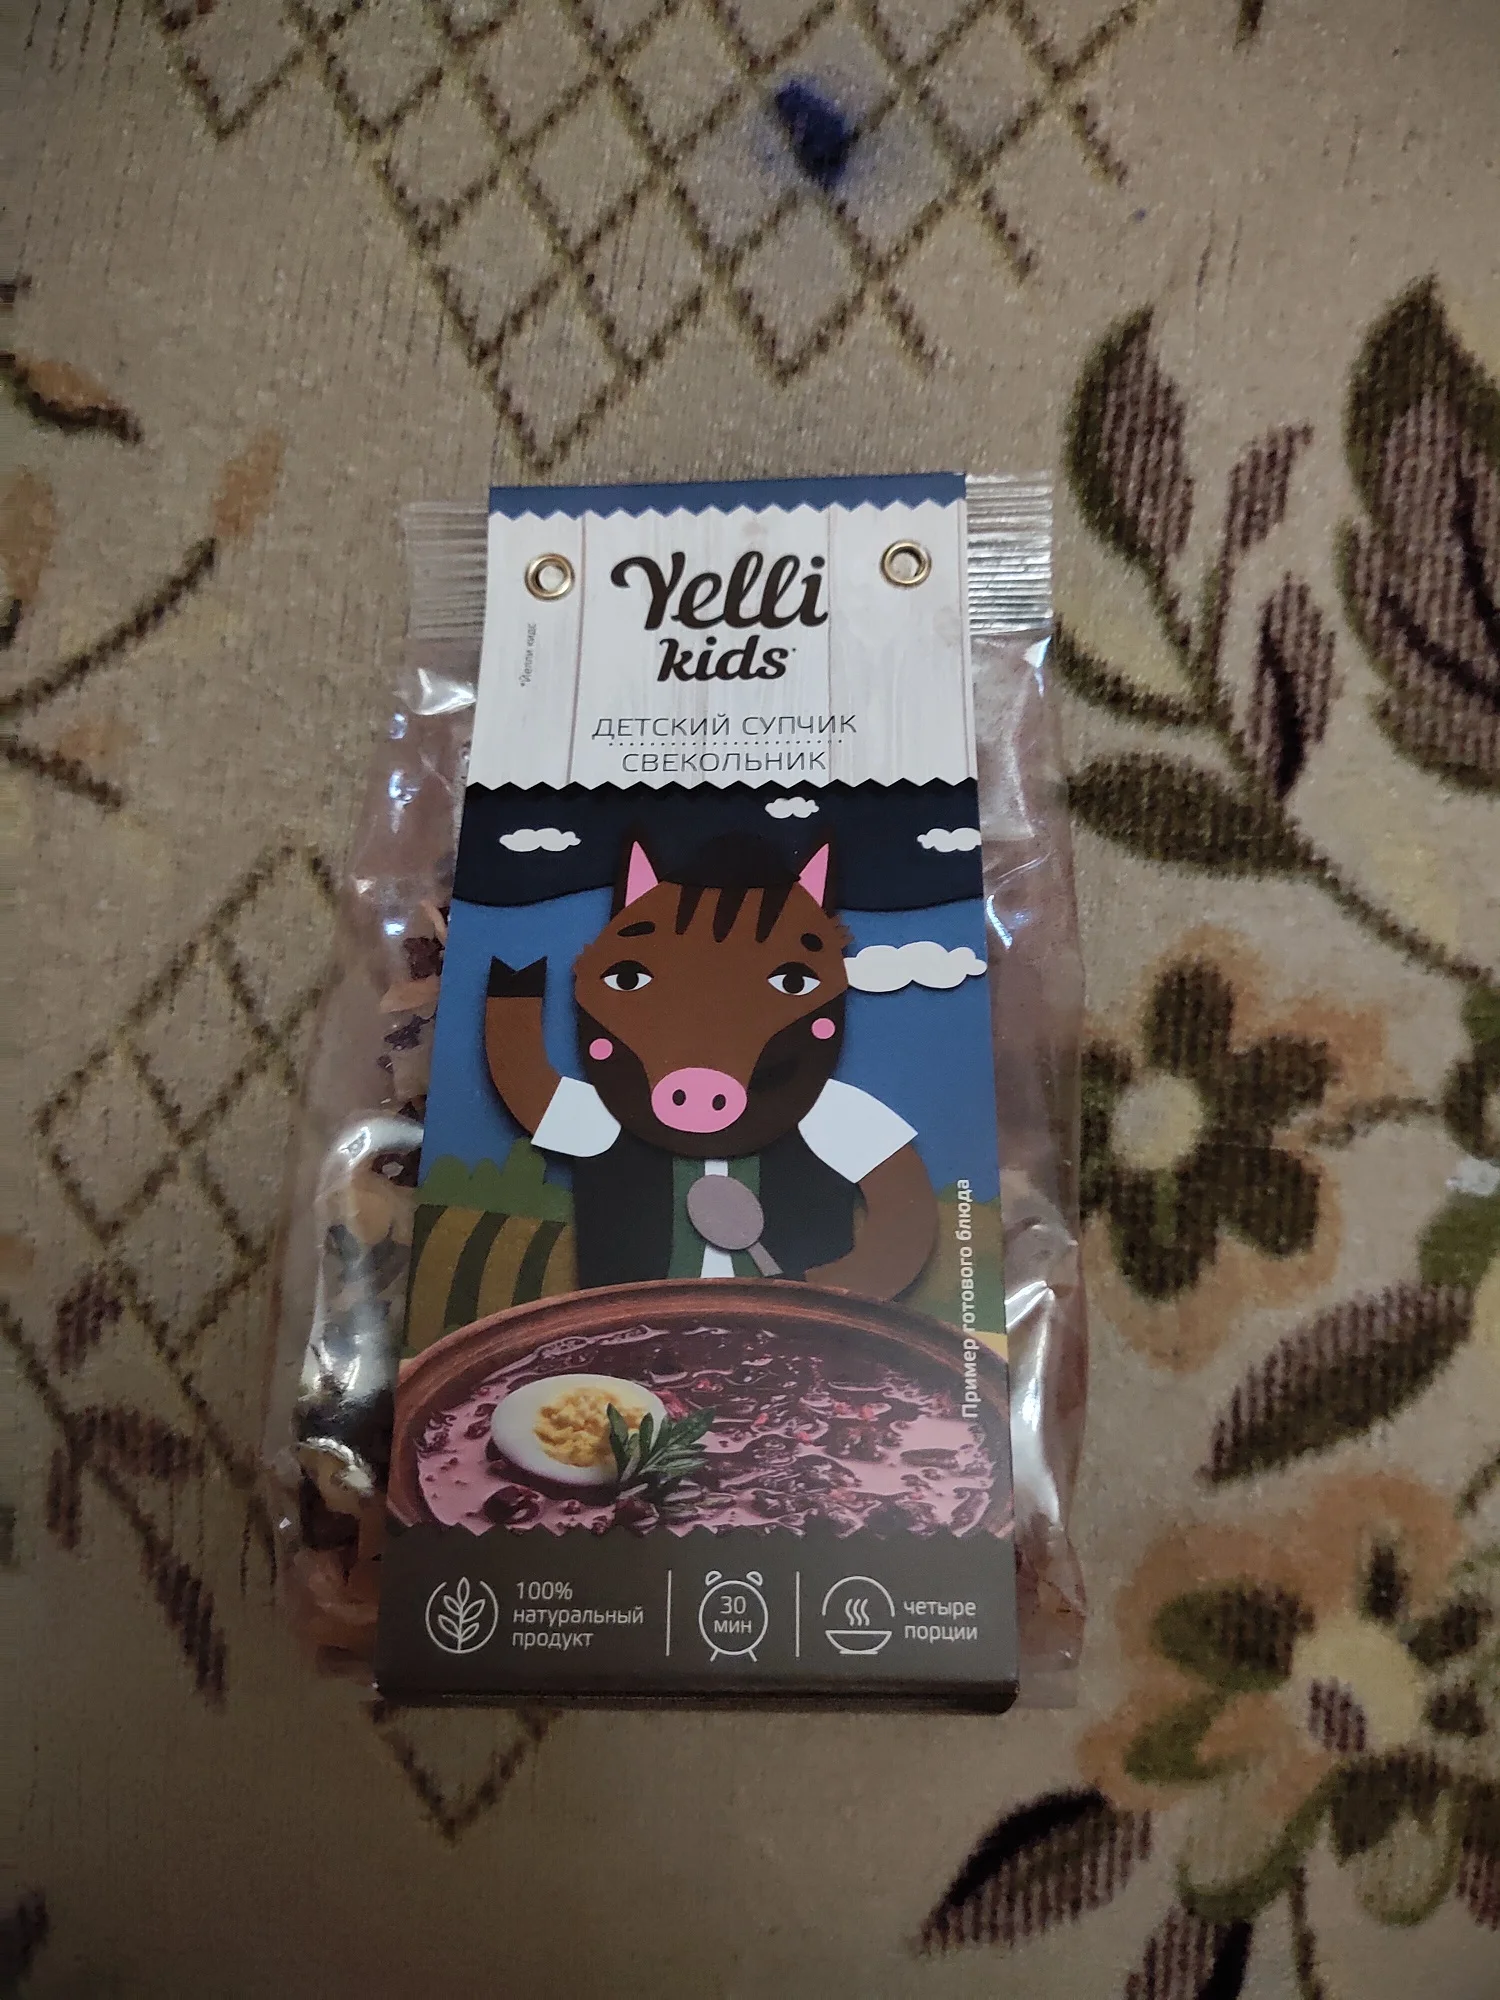 Yelli
kids*
*Йелли кидс
ДЕТСКИЙ СУПЧИК
СВЕКОЛЬНИК
Пример готового блюда
100%
натуральный
продукт
30
мин
четыре
порции